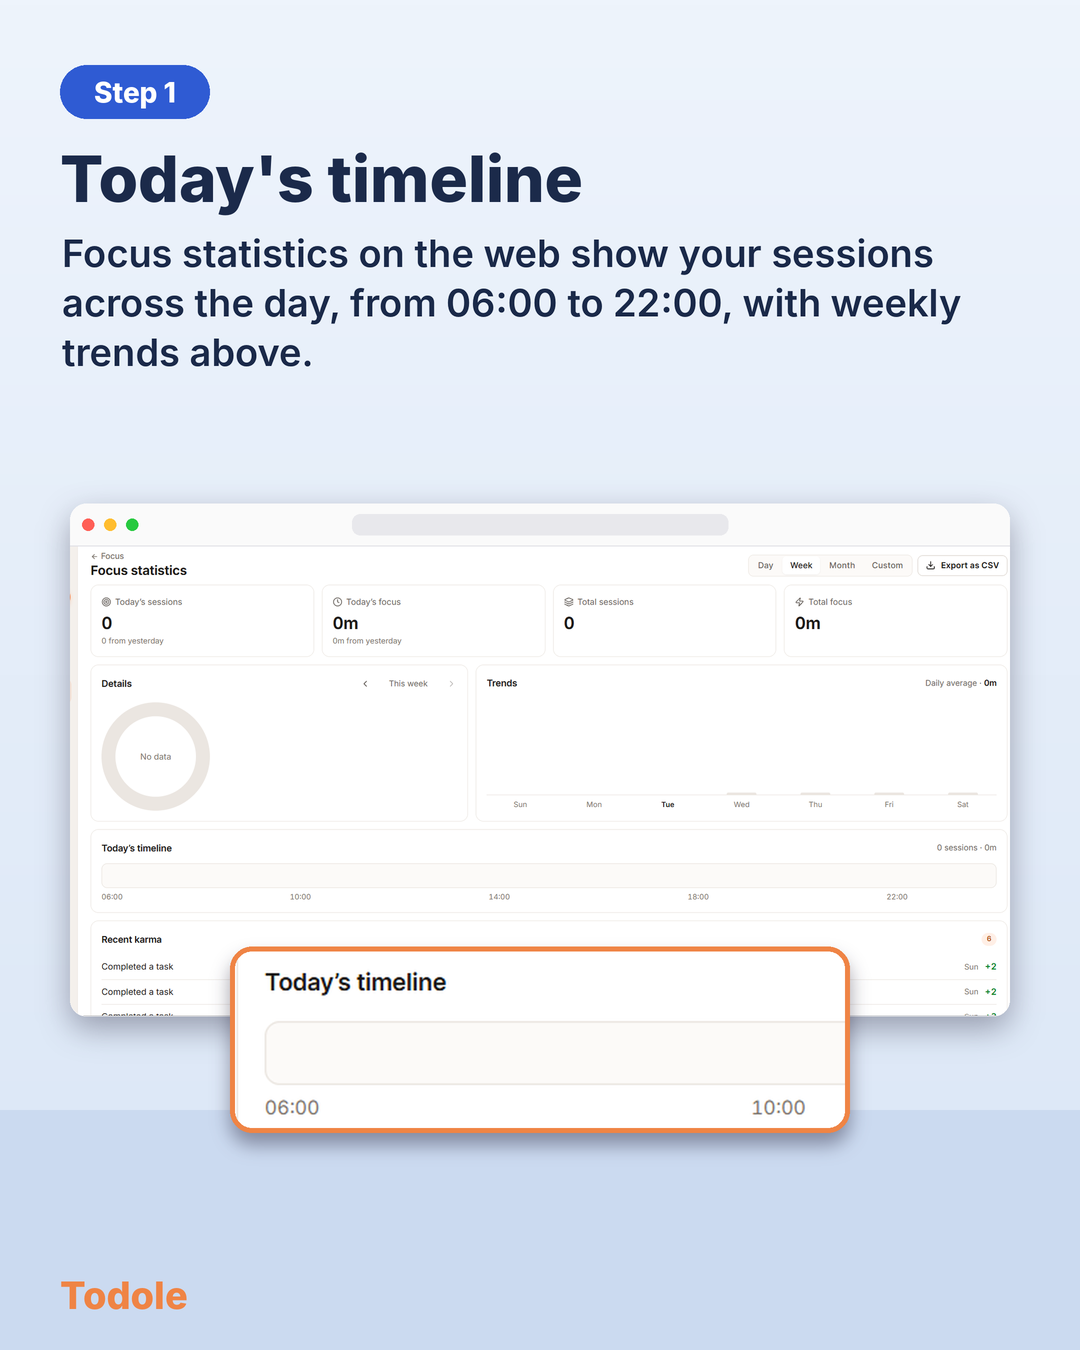 Step 1
Today's timeline
Focus statistics on the web show your sessions
across the day, from 06:00 to 22:00, with weekly
trends above.
← Focus
Focus statistics
Day Week Month Custom Export as CSV
Today's sessions
0
0 from yesterday
Today's focus
0m
0m from yesterday
Total sessions
0
Total focus
0m
Details
This week
No data
Trends
Daily average · 0m
Sun Mon Tue Wed Thu Fri Sat
Today's timeline
0 sessions · 0m
06:00 10:00 14:00 18:00 22:00
Recent karma
6
Completed a task
Sun +2
Completed a task
Sun +2
Today's timeline
06:00 10:00
Todole